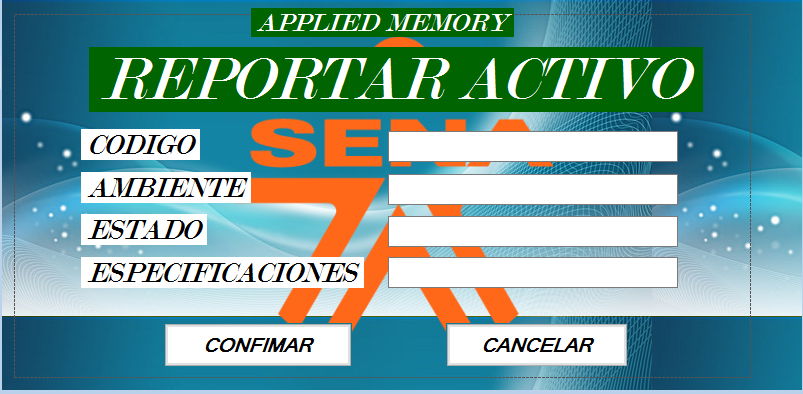 APPLIED MEMORY
REPORTAR ACTIVO
SENA
CODIGO
AMBIENTE
ESTADO
ESPECIFICACIONES
CONFIMAR
CANCELAR